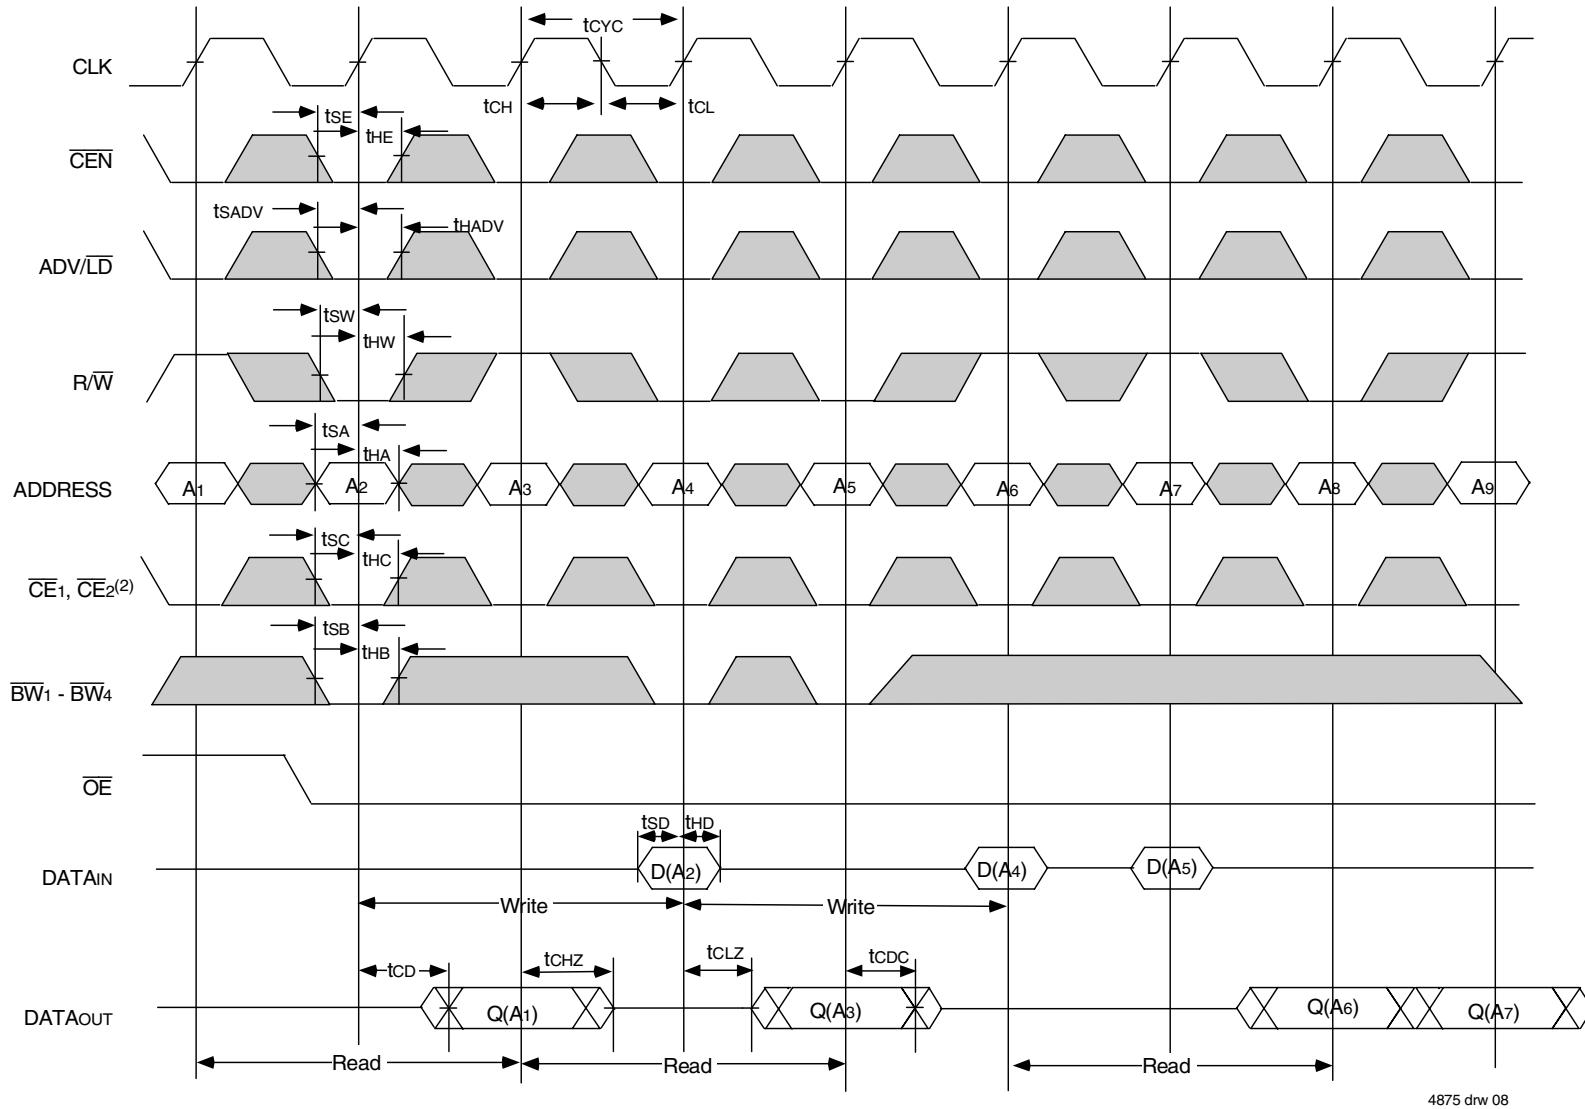 tCYC
CLK
tCH
tCL
tSE
tHE
CEN
tSADV
tHADV
ADV/LD
tSW
tHW
R/W
tSA
tHA
ADDRESS
A1 A2 A3 A4 A5 A6 A7 A8 A9
tSC
tHC
CE1, CE2(2)
tSB
tHB
BW1 - BW4
OE
tSD tHD
DATAIN
D(A2) D(A4) D(A5)
Write Write
tCD tCHZ tCLZ tCDC
DATAOUT
Q(A1) Q(A3) Q(A6) Q(A7)
Read Read Read
4875 drw 08